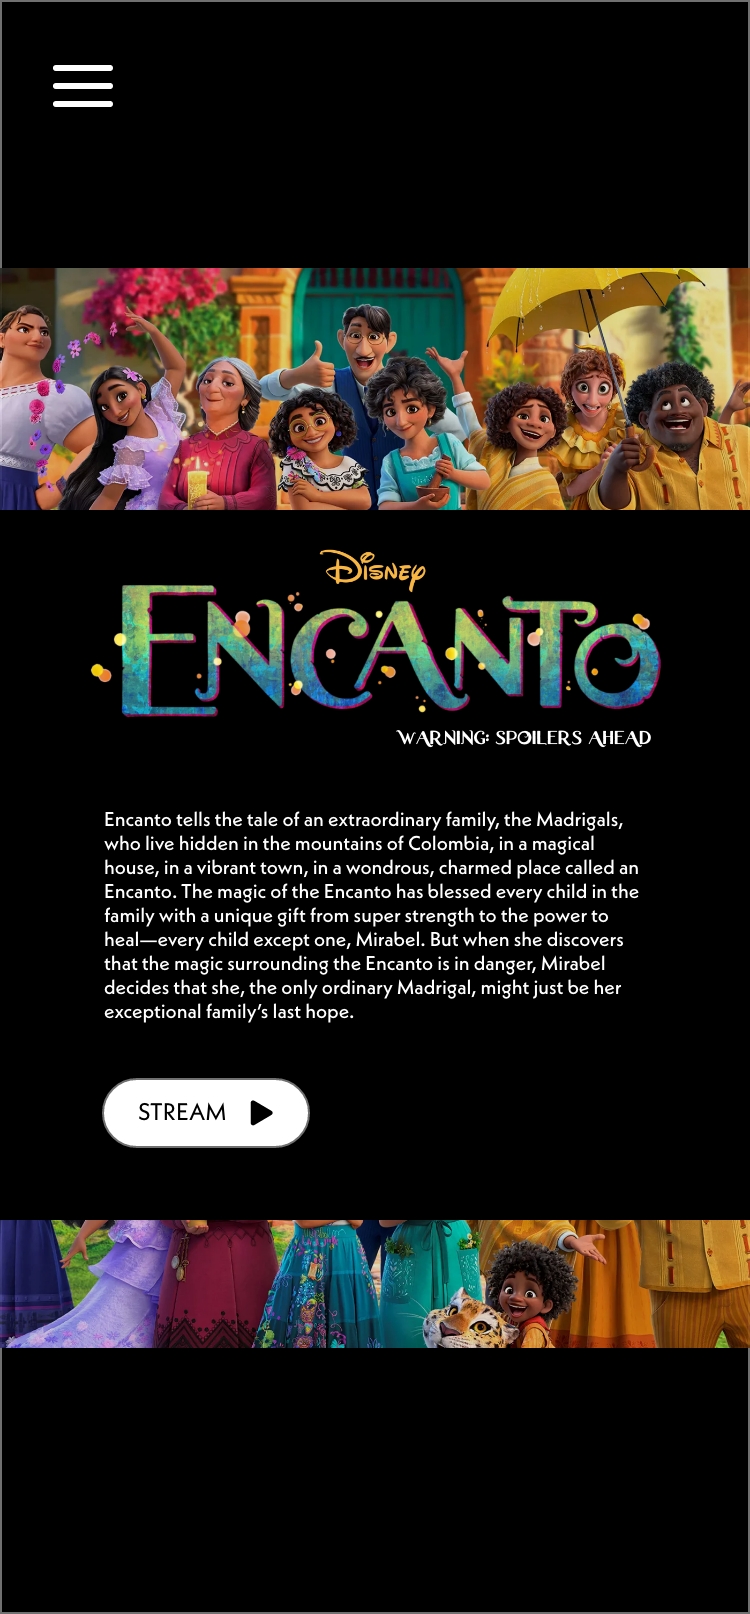 Disney
ENCANTO
WARNING: SPOILERS AHEAD
Encanto tells the tale of an extraordinary family, the Madrigals,
who live hidden in the mountains of Colombia, in a magical
house, in a vibrant town, in a wondrous, charmed place called an
Encanto. The magic of the Encanto has blessed every child in the
family with a unique gift from super strength to the power to
heal—every child except one, Mirabel. But when she discovers
that the magic surrounding the Encanto is in danger, Mirabel
decides that she, the only ordinary Madrigal, might just be her
exceptional family’s last hope.
STREAM